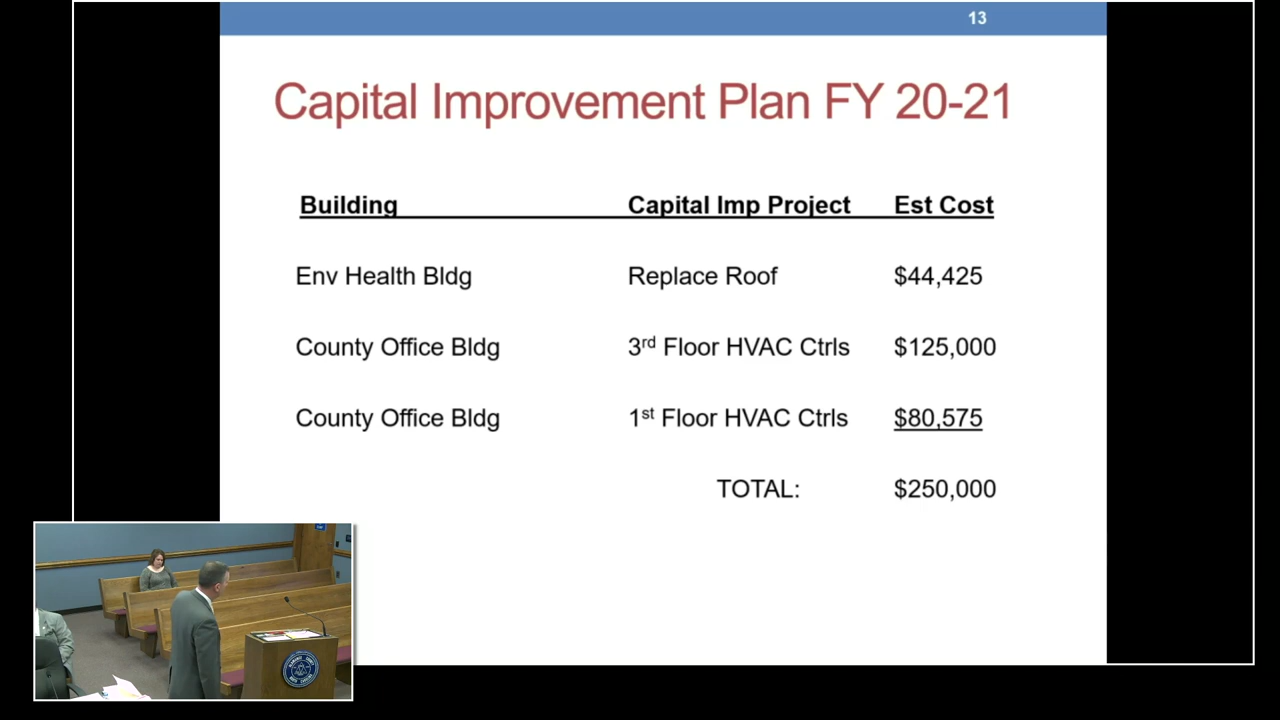 13
Capital Improvement Plan FY 20-21
Building Capital Imp Project Est Cost
Env Health Bldg Replace Roof $44,425
County Office Bldg 3rd Floor HVAC Ctrls $125,000
County Office Bldg 1st Floor HVAC Ctrls $80,575
TOTAL: $250,000